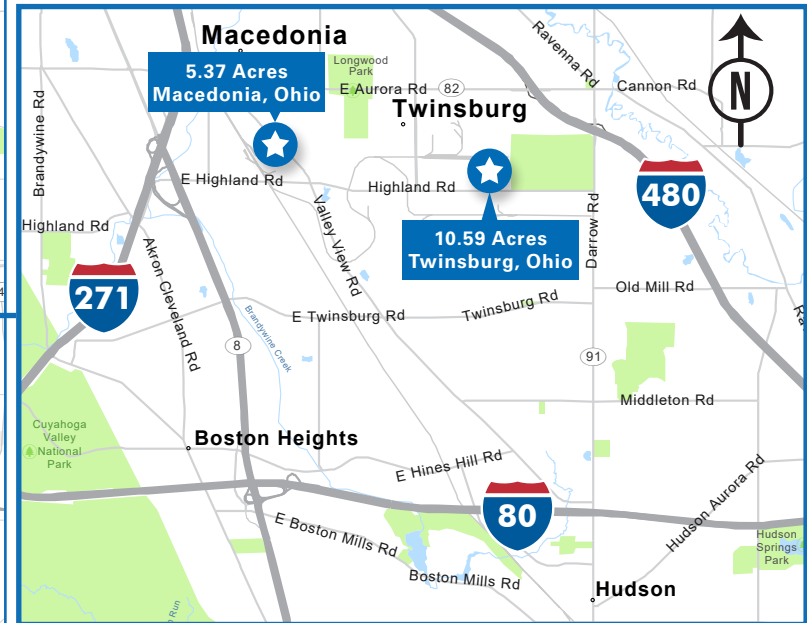 Macedonia
5.37 Acres
Macedonia, Ohio
Longwood
Park
E Aurora Rd
82
Ravenna Rd
Cannon Rd
N
Twinsburg
Brandywine Rd
E Highland Rd
Highland Rd
480
Highland Rd
Valley View Rd
10.59 Acres
Twinsburg, Ohio
Darrow Rd
271
Akron Cleveland Rd
Old Mill Rd
E Twinsburg Rd
Twinsburg Rd
8
Brandywine Creek
91
Middleton Rd
Cuyahoga
Valley
National
Park
Boston Heights
E Hines Hill Rd
80
Hudson Aurora Rd
E Boston Mills Rd
Hudson
Springs
Park
Boston Mills Rd
Hudson
Run